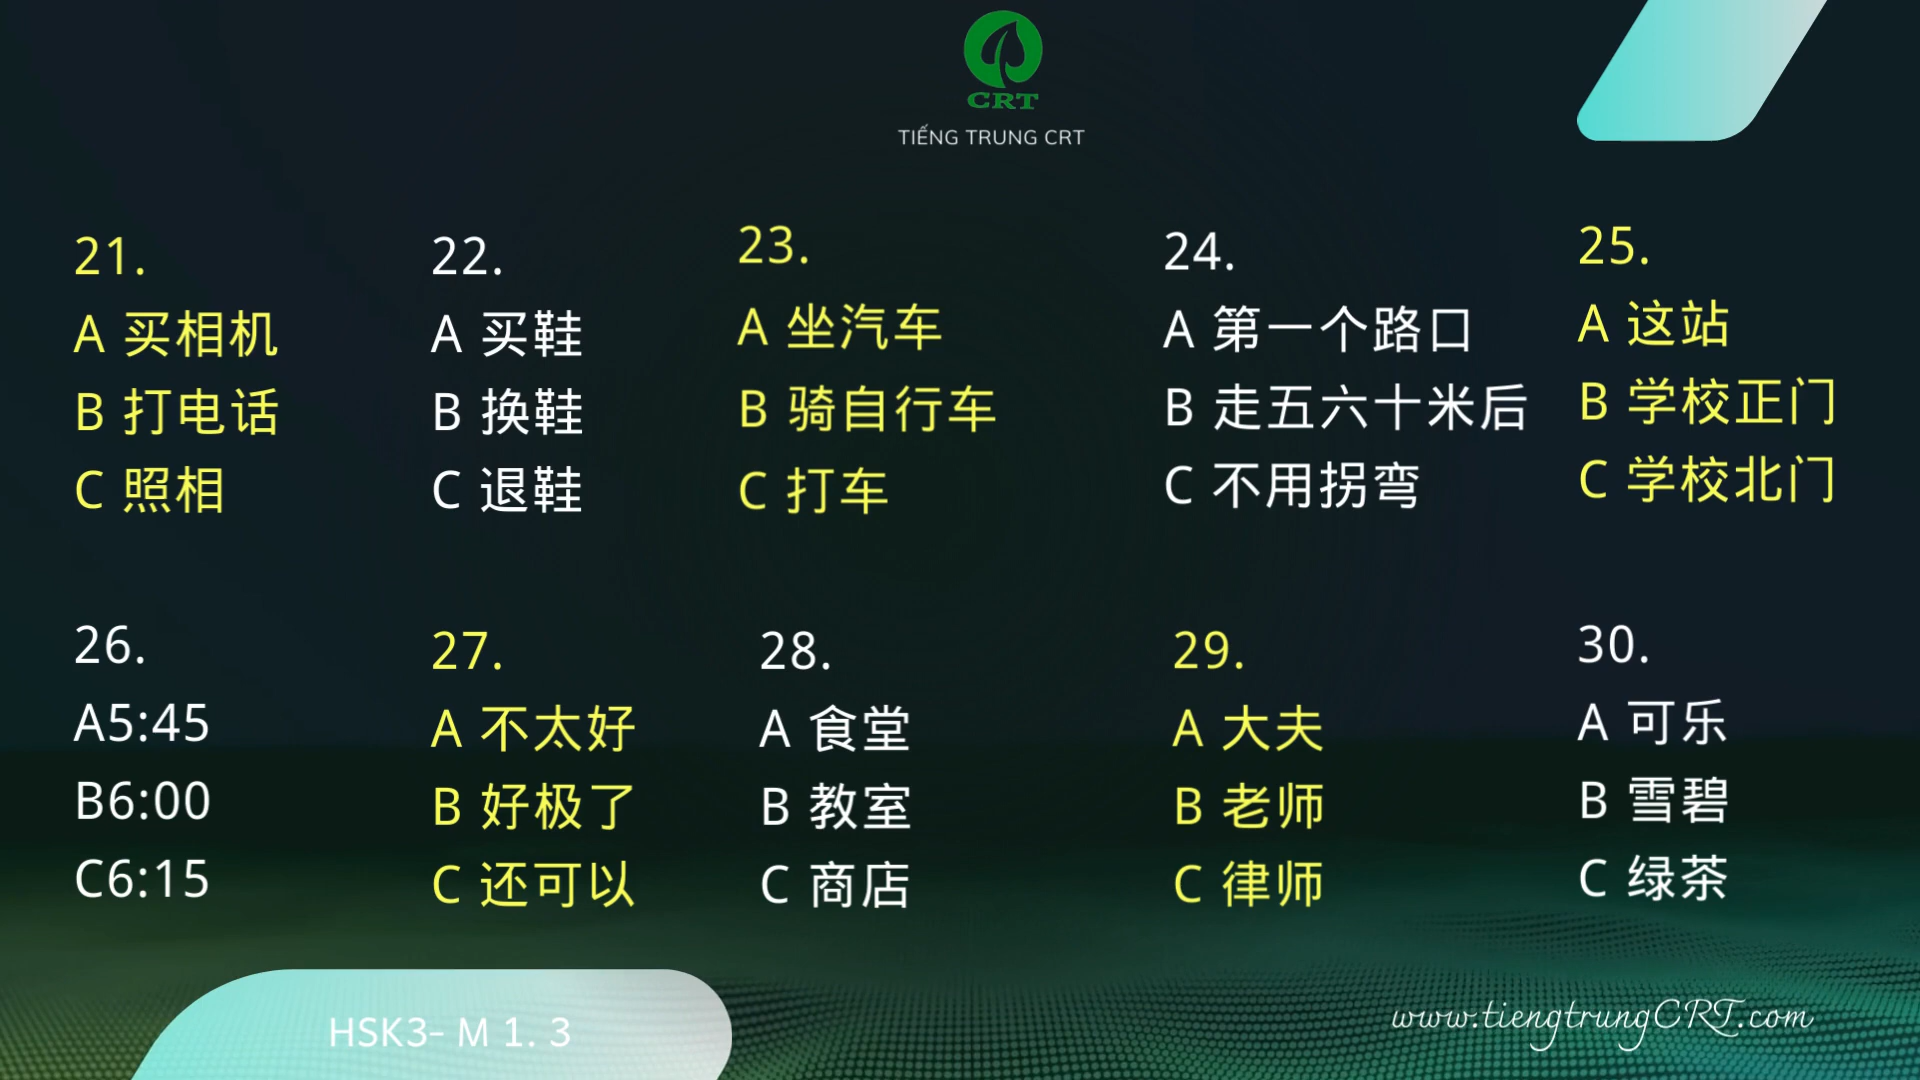 CRT
TIẾNG TRUNG CRT
21.
A 买相机
B 打电话
C 照相
22.
A 买鞋
B 换鞋
C 退鞋
23.
A 坐汽车
B 骑自行车
C 打车
24.
A 第一个路口
B 走五六十米后
C 不用拐弯
25.
A 这站
B 学校正门
C 学校北门
26.
A5:45
B6:00
C6:15
27.
A 不太好
B 好极了
C 还可以
28.
A 食堂
B 教室
C 商店
29.
A 大夫
B 老师
C 律师
30.
A 可乐
B 雪碧
C 绿茶
HSK3- M 1. 3
www.tiengtrungCRT.com